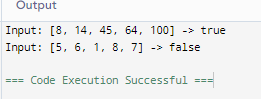 Output
Input: [8, 14, 45, 64, 100] -> true
Input: [5, 6, 1, 8, 7] -> false
=== Code Execution Successful ===